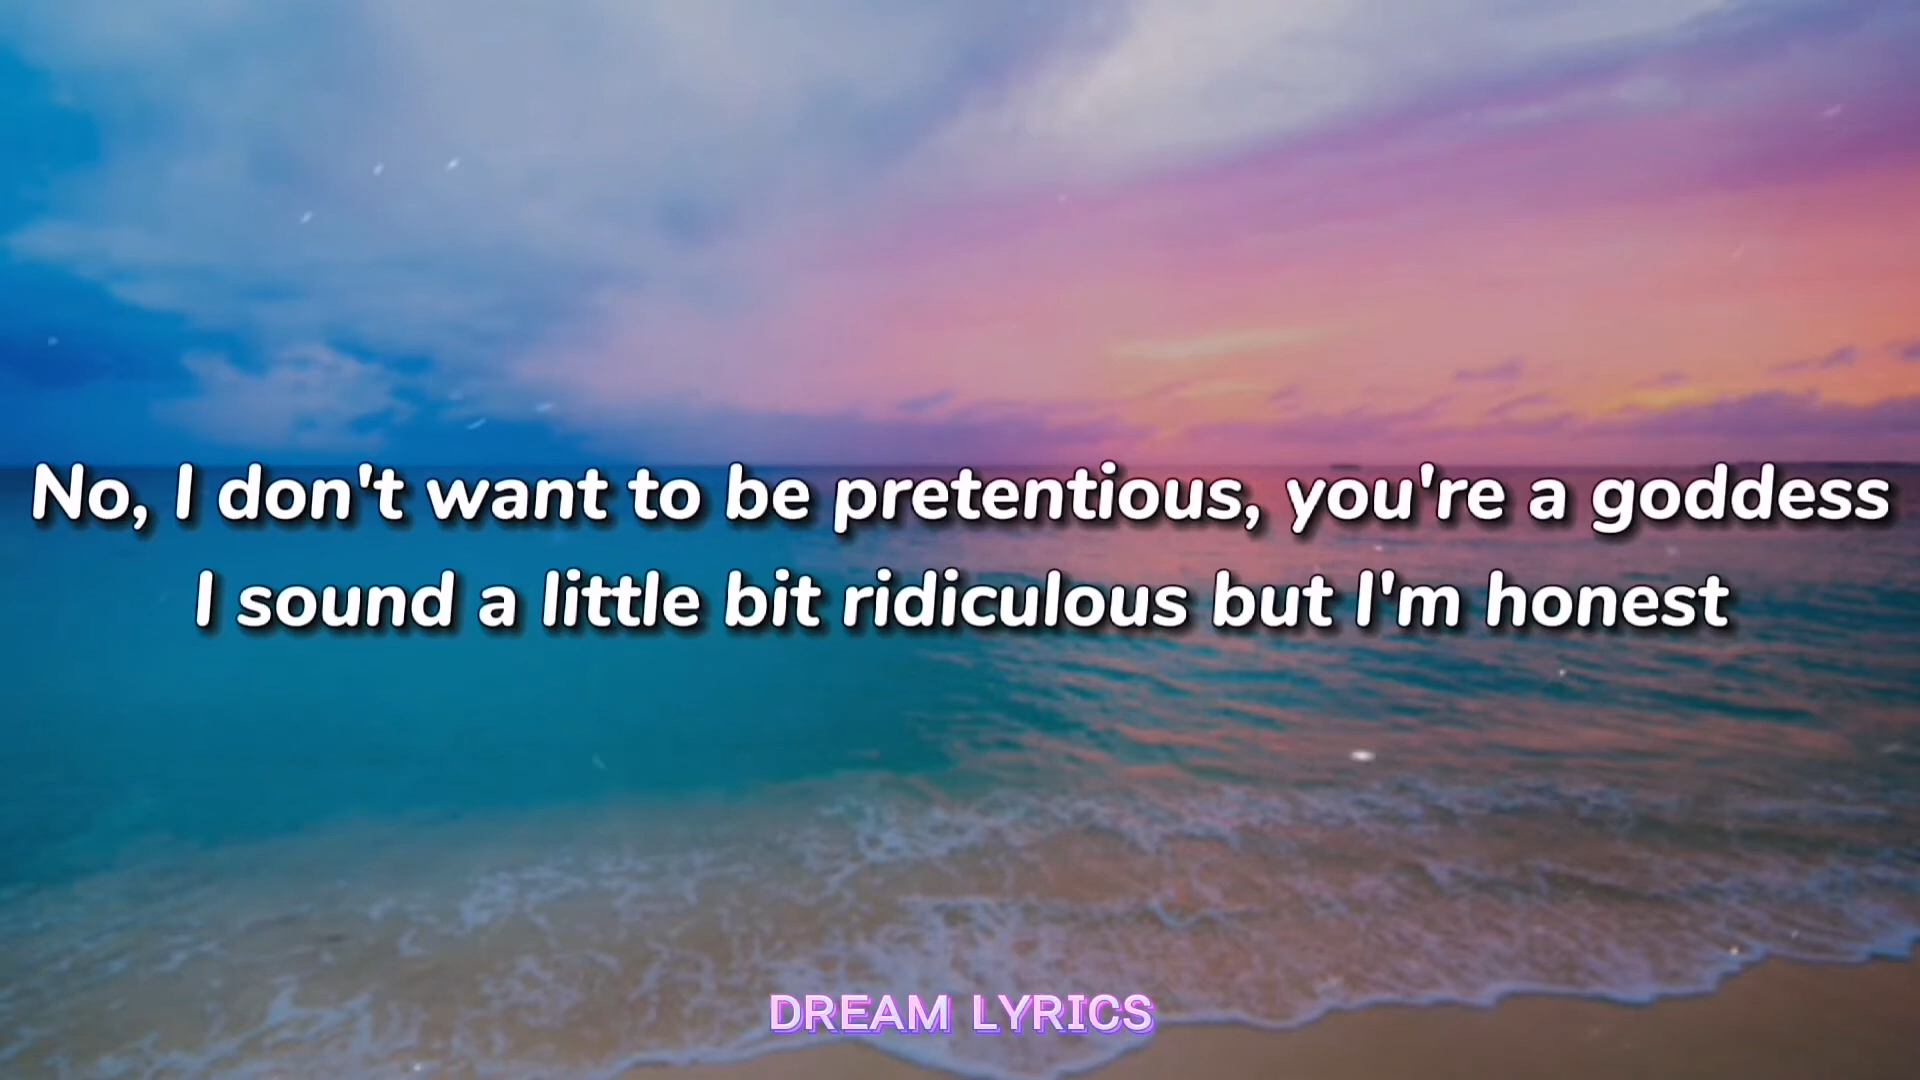 No, I don't want to be pretentious, you're a goddess
I sound a little bit ridiculous but I'm honest
DREAM LYRICS